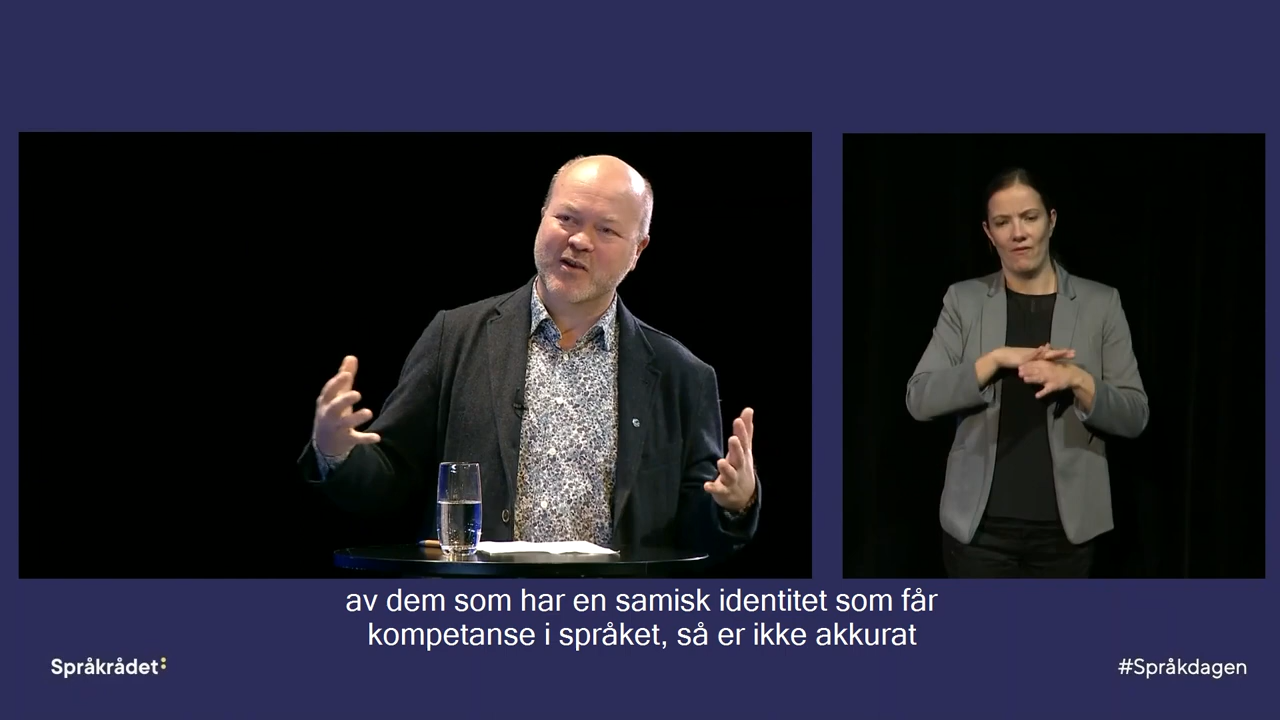 av dem som har en samisk identitet som får
kompetanse i språket, så er ikke akkurat
Språkrådet:
#Språkdagen